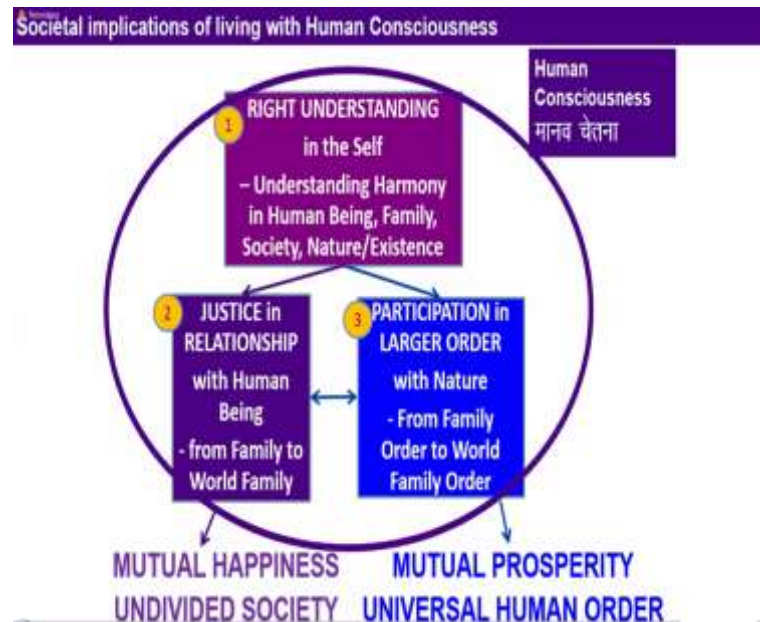 Societal implications of living with Human Consciousness
Human
Consciousness
मानव चेतना
1
RIGHT UNDERSTANDING
in the Self
– Understanding Harmony
in Human Being, Family,
Society, Nature/Existence
2
JUSTICE in
RELATIONSHIP
with Human
Being
- from Family to
World Family
3
PARTICIPATION in
LARGER ORDER
with Nature
- From Family
Order to World
Family Order
MUTUAL HAPPINESS
UNDIVIDED SOCIETY
MUTUAL PROSPERITY
UNIVERSAL HUMAN ORDER